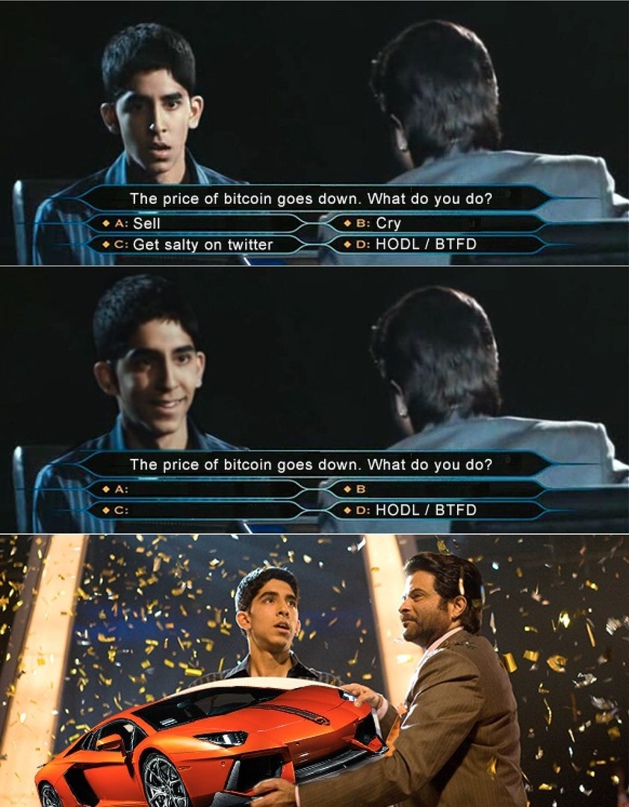 The price of bitcoin goes down. What do you do?
A: Sell
B: Cry
C: Get salty on twitter
D: HODL / BTFD
The price of bitcoin goes down. What do you do?
A:
B
C:
D: HODL / BTFD